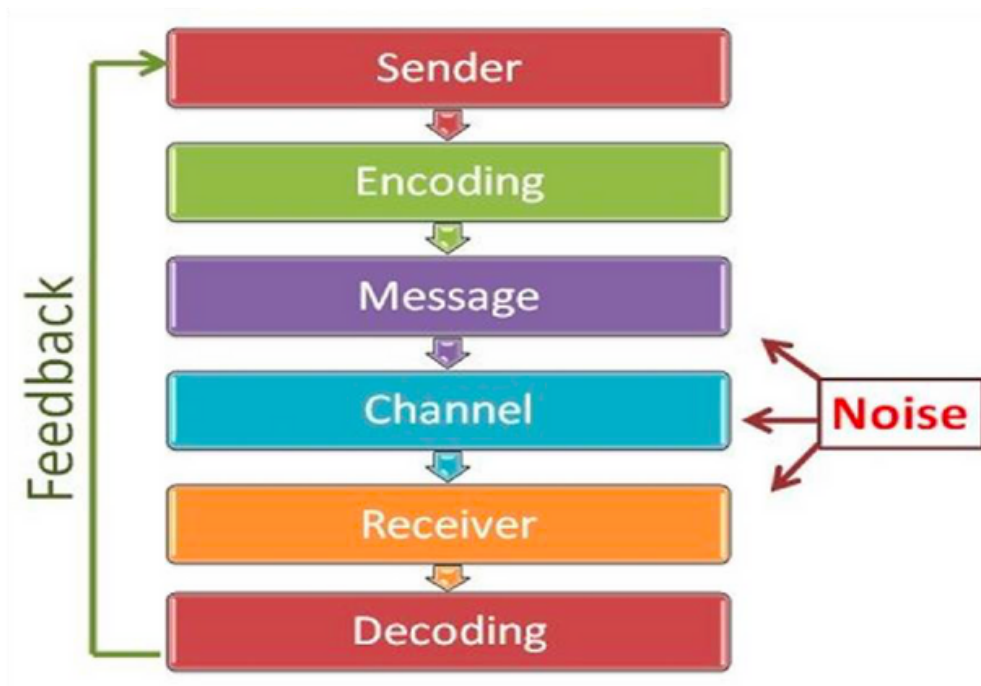 Sender
Encoding
Message
Channel
Noise
Receiver
Decoding
Feedback